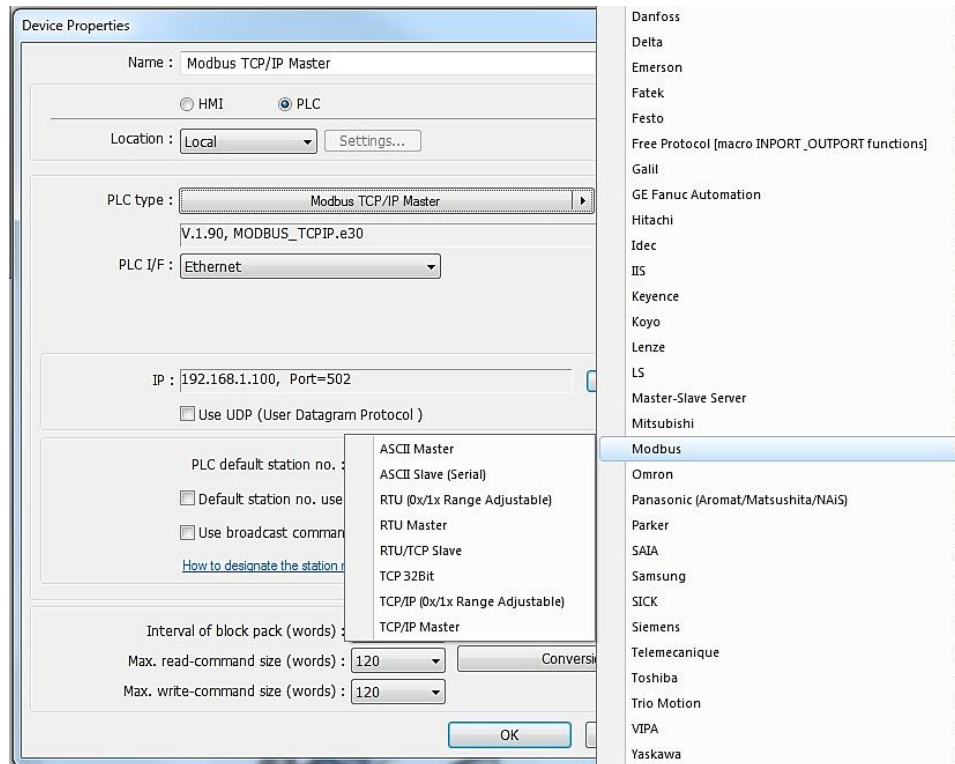 Device Properties
Name : Modbus TCP/IP Master
HMI PLC
Location : Local Settings...
PLC type : Modbus TCP/IP Master
V.1.90, MODBUS_TCPIP.e30
PLC I/F : Ethernet
IP : 192.168.1.100, Port=502
Use UDP (User Datagram Protocol )
PLC default station no. :
Default station no. use
Use broadcast comman
How to designate the station
Interval of block pack (words) :
Max. read-command size (words) : 120 Conversi
Max. write-command size (words) : 120
OK
ASCII Master
ASCII Slave (Serial)
RTU (0x/1x Range Adjustable)
RTU Master
RTU/TCP Slave
TCP 32Bit
TCP/IP (0x/1x Range Adjustable)
TCP/IP Master
Danfoss
Delta
Emerson
Fatek
Festo
Free Protocol [macro INPORT_OUTPORT functions]
Galil
GE Fanuc Automation
Hitachi
Idec
IIS
Keyence
Koyo
Lenze
LS
Master-Slave Server
Mitsubishi
Modbus
Omron
Panasonic (Aromat/Matsushita/NAiS)
Parker
SAIA
Samsung
SICK
Siemens
Telemecanique
Toshiba
Trio Motion
VIPA
Yaskawa